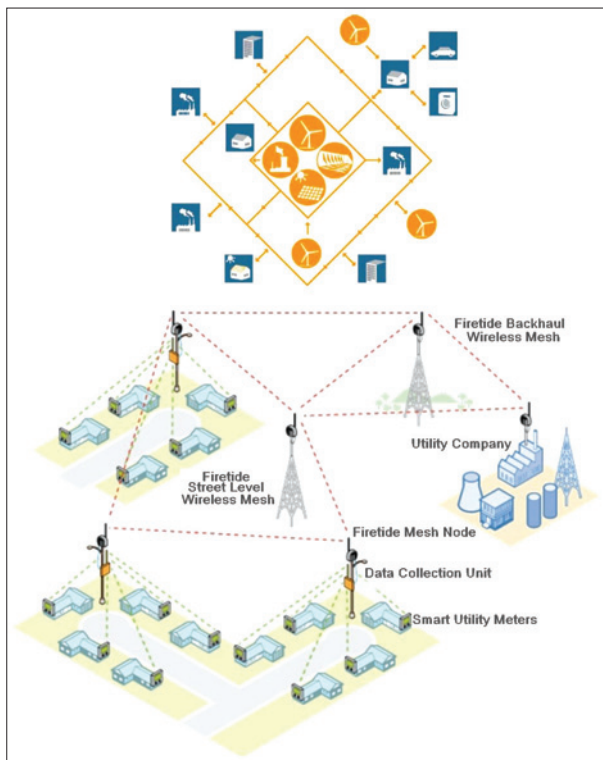 Firetide Backhaul
Wireless Mesh
Utility Company
Firetide
Street Level
Wireless Mesh
Firetide Mesh Node
Data Collection Unit
Smart Utility Meters